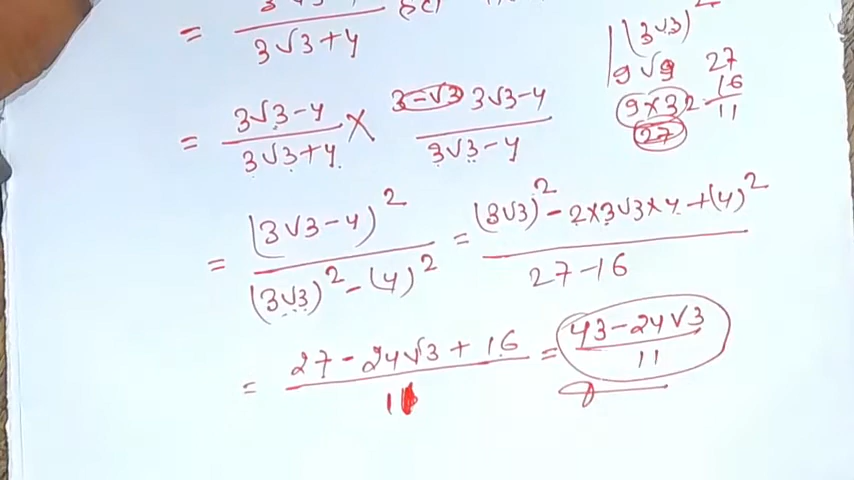 = 3√3 + 4
= 3√3 - 4 / 3√3 + 4 × 3 - √3 3√3 - 4 / 3√3 - 4
= (3√3 - 4)² / (3√3)² - (4)² = (3√3)² - 2×3√3×4 + (4)² / 27 - 16
= 27 - 24√3 + 16 / 11 = 43 - 24√3 / 11
(3√3)²
9√9
9×3
27
27
16
11